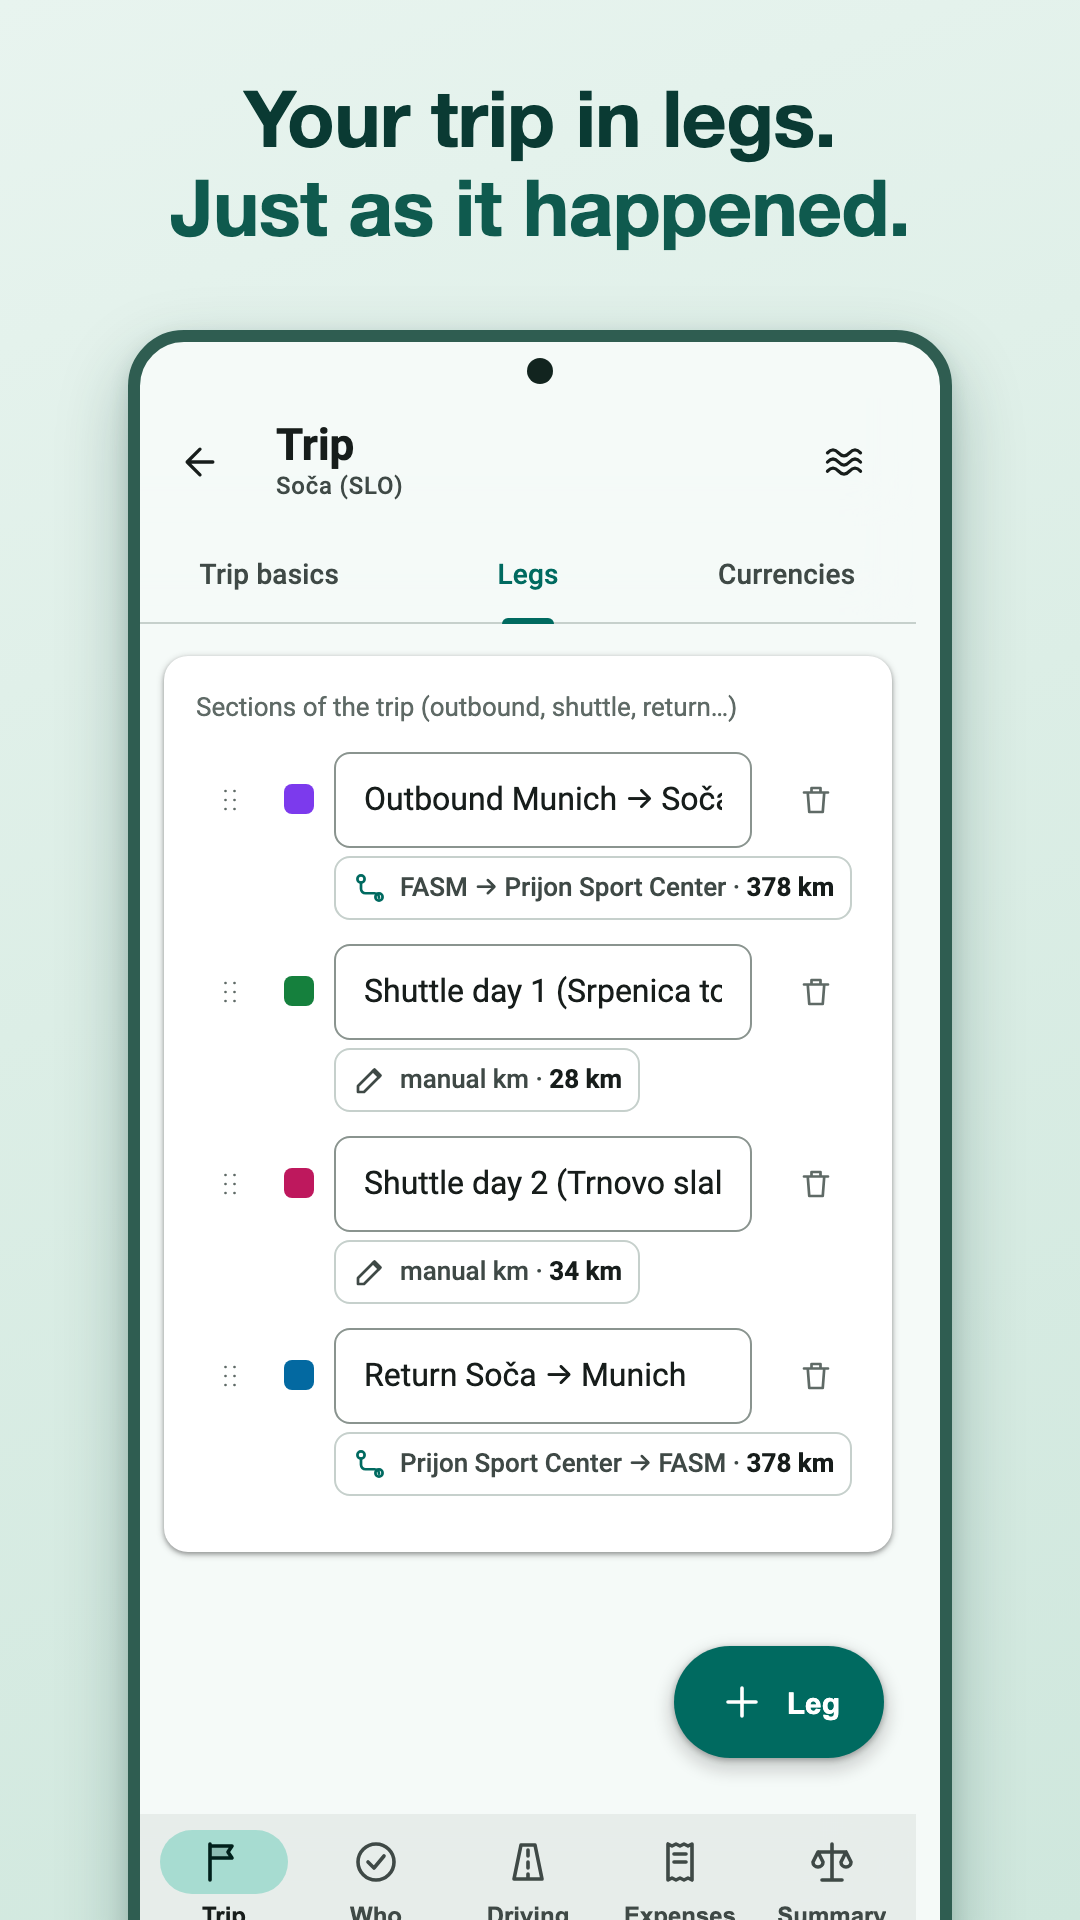 Your trip in legs.
Just as it happened.
Trip
Soča (SLO)
Trip basics
Legs
Currencies
Sections of the trip (outbound, shuttle, return…)
Outbound Munich → Soča
FASM → Prijon Sport Center · 378 km
Shuttle day 1 (Srpenica to
manual km · 28 km
Shuttle day 2 (Trnovo slal
manual km · 34 km
Return Soča → Munich
Prijon Sport Center → FASM · 378 km
+ Leg
Trip
Who
Driving
Expenses
Summary